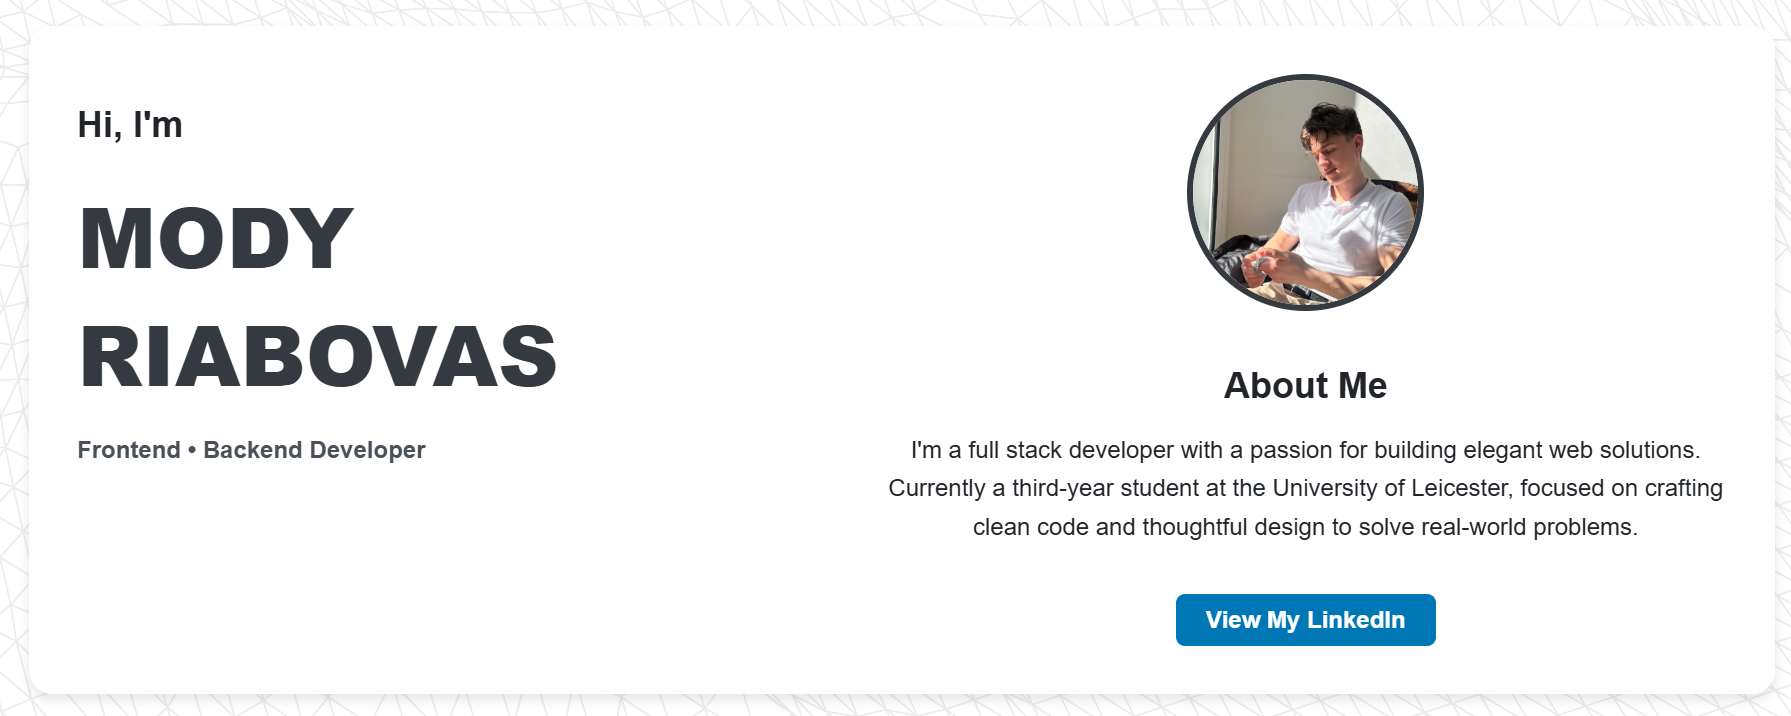 Hi, I'm
MODY
RIABOVAS
Frontend • Backend Developer
About Me
I'm a full stack developer with a passion for building elegant web solutions.
Currently a third-year student at the University of Leicester, focused on crafting
clean code and thoughtful design to solve real-world problems.
View My LinkedIn